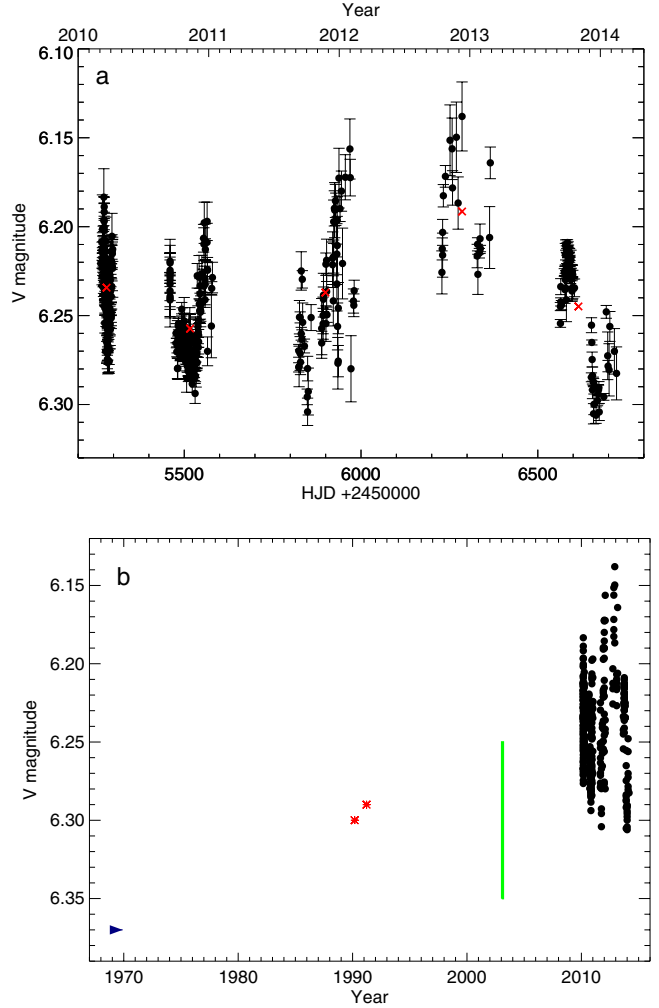 Year
2010 2011 2012 2013 2014
6.10
a
6.15
6.20
V magnitude
6.25
6.30
5500 6000 6500
HJD +2450000
b
6.15
6.20
6.25
V magnitude
6.30
6.35
1970 1980 1990 2000 2010
Year